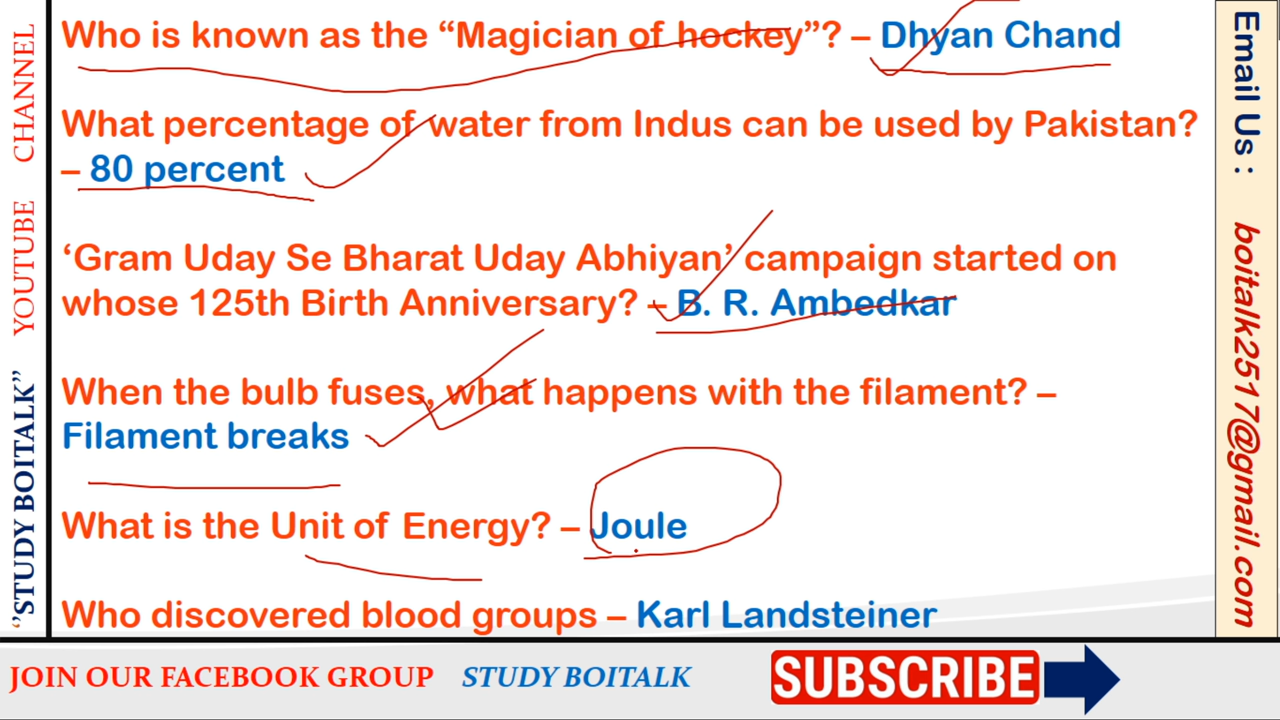 Who is known as the “Magician of hockey”? – Dhyan Chand
What percentage of water from Indus can be used by Pakistan?
– 80 percent
‘Gram Uday Se Bharat Uday Abhiyan’ campaign started on
whose 125th Birth Anniversary? – B. R. Ambedkar
When the bulb fuses, what happens with the filament? –
Filament breaks
What is the Unit of Energy? – Joule
Who discovered blood groups – Karl Landsteiner
‘’STUDY BOITALK” YOUTUBE CHANNEL
Email Us : boitalk2517@gmail.com
JOIN OUR FACEBOOK GROUP STUDY BOITALK SUBSCRIBE